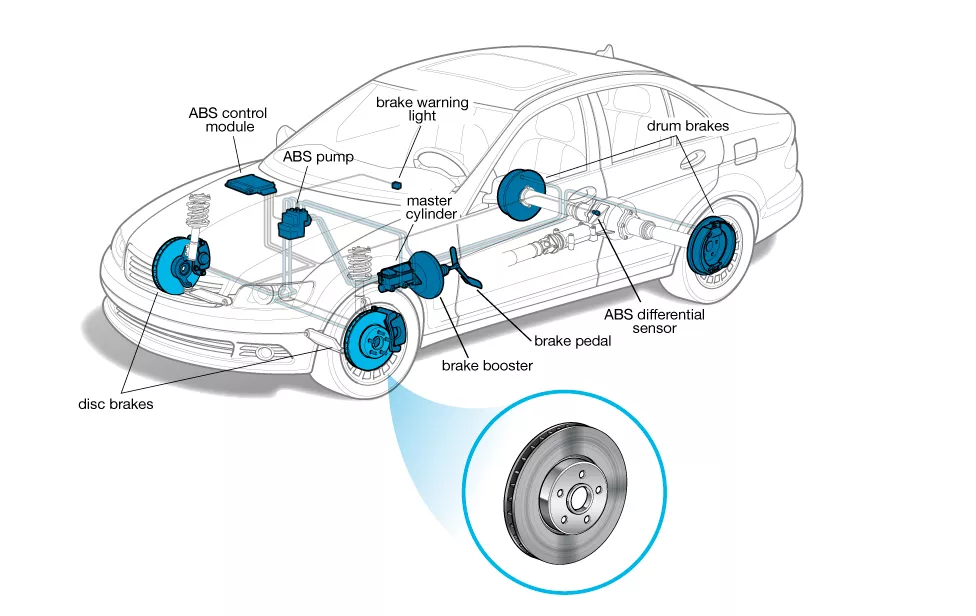 brake warning
light
ABS control
module
drum brakes
ABS pump
master
cylinder
ABS differential
sensor
brake pedal
brake booster
disc brakes